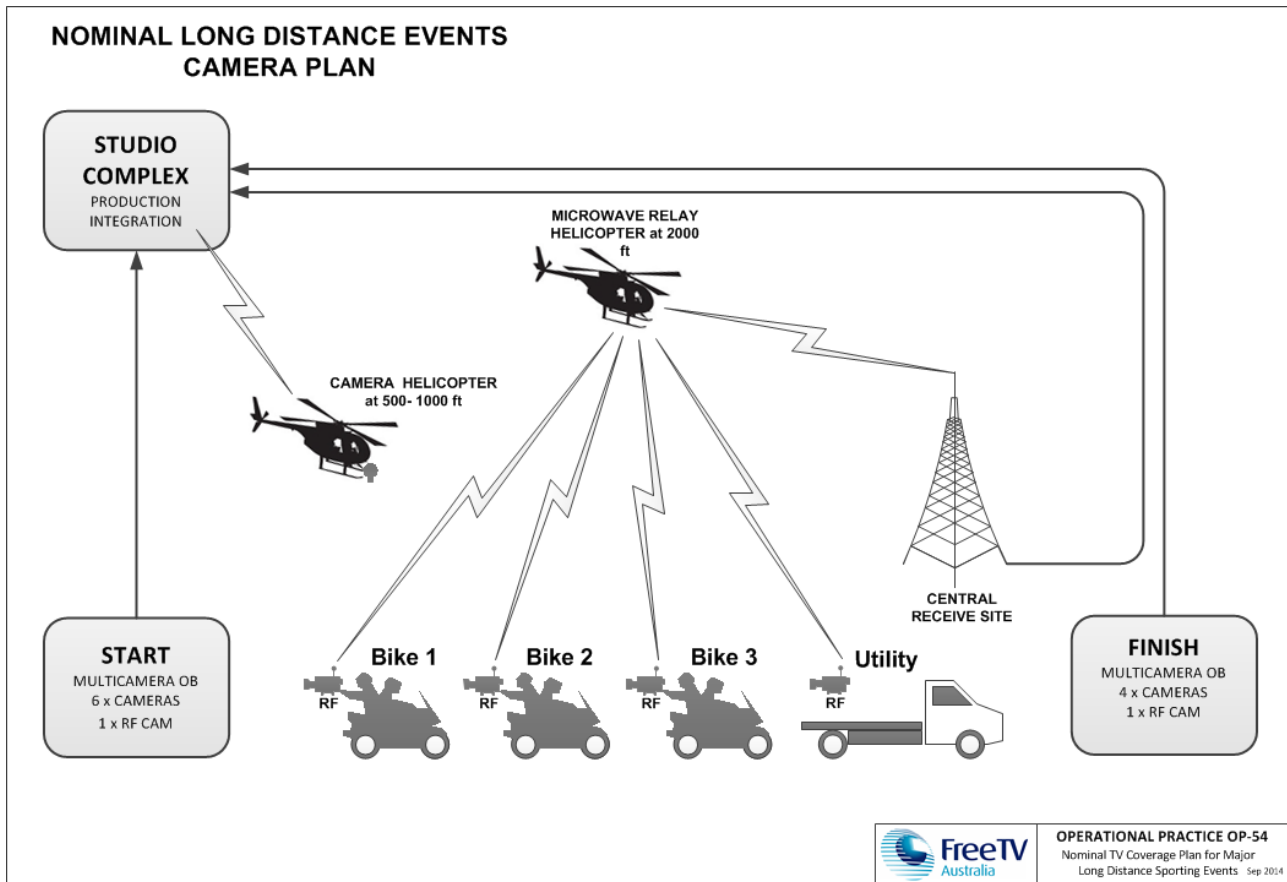 NOMINAL LONG DISTANCE EVENTS
CAMERA PLAN
STUDIO
COMPLEX
PRODUCTION
INTEGRATION
MICROWAVE RELAY
HELICOPTER at 2000
ft
CAMERA HELICOPTER
at 500- 1000 ft
CENTRAL
RECEIVE SITE
START
MULTICAMERA OB
6 x CAMERAS
1 x RF CAM
Bike 1
RF
Bike 2
RF
Bike 3
RF
Utility
RF
FINISH
MULTICAMERA OB
4 x CAMERAS
1 x RF CAM
FreeTV
Australia
OPERATIONAL PRACTICE OP-54
Nominal TV Coverage Plan for Major
Long Distance Sporting Events Sep 2014